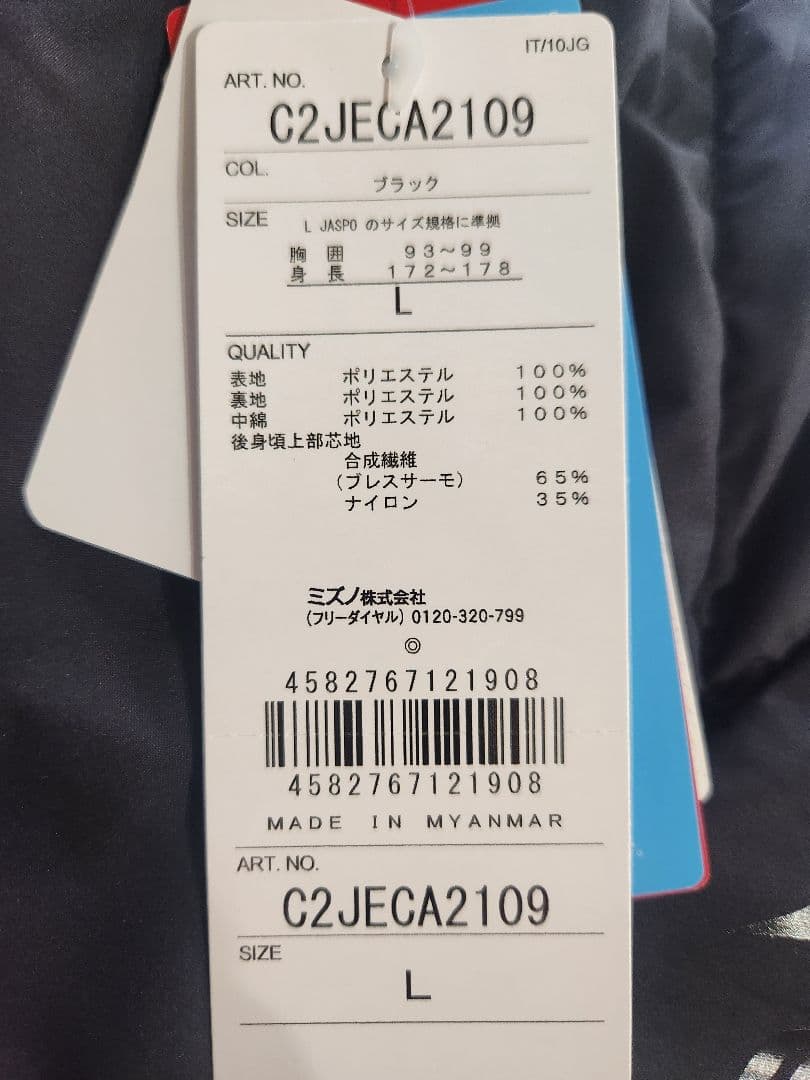 IT/10JG
ART. NO.
C2JECA2109
COL.
ブラック
SIZE
L JASPO のサイズ規格に準拠
胸 囲 93～99
身 長 172～178
L
QUALITY
表地 ポリエステル 100%
裏地 ポリエステル 100%
中綿 ポリエステル 100%
後身頃上部芯地
合成繊維
(ブレスサーモ) 65%
ナイロン 35%
ミズノ株式会社
(フリーダイヤル) 0120-320-799
◎
4582767121908
4582767121908
MADE IN MYANMAR
ART. NO.
C2JECA2109
SIZE
L